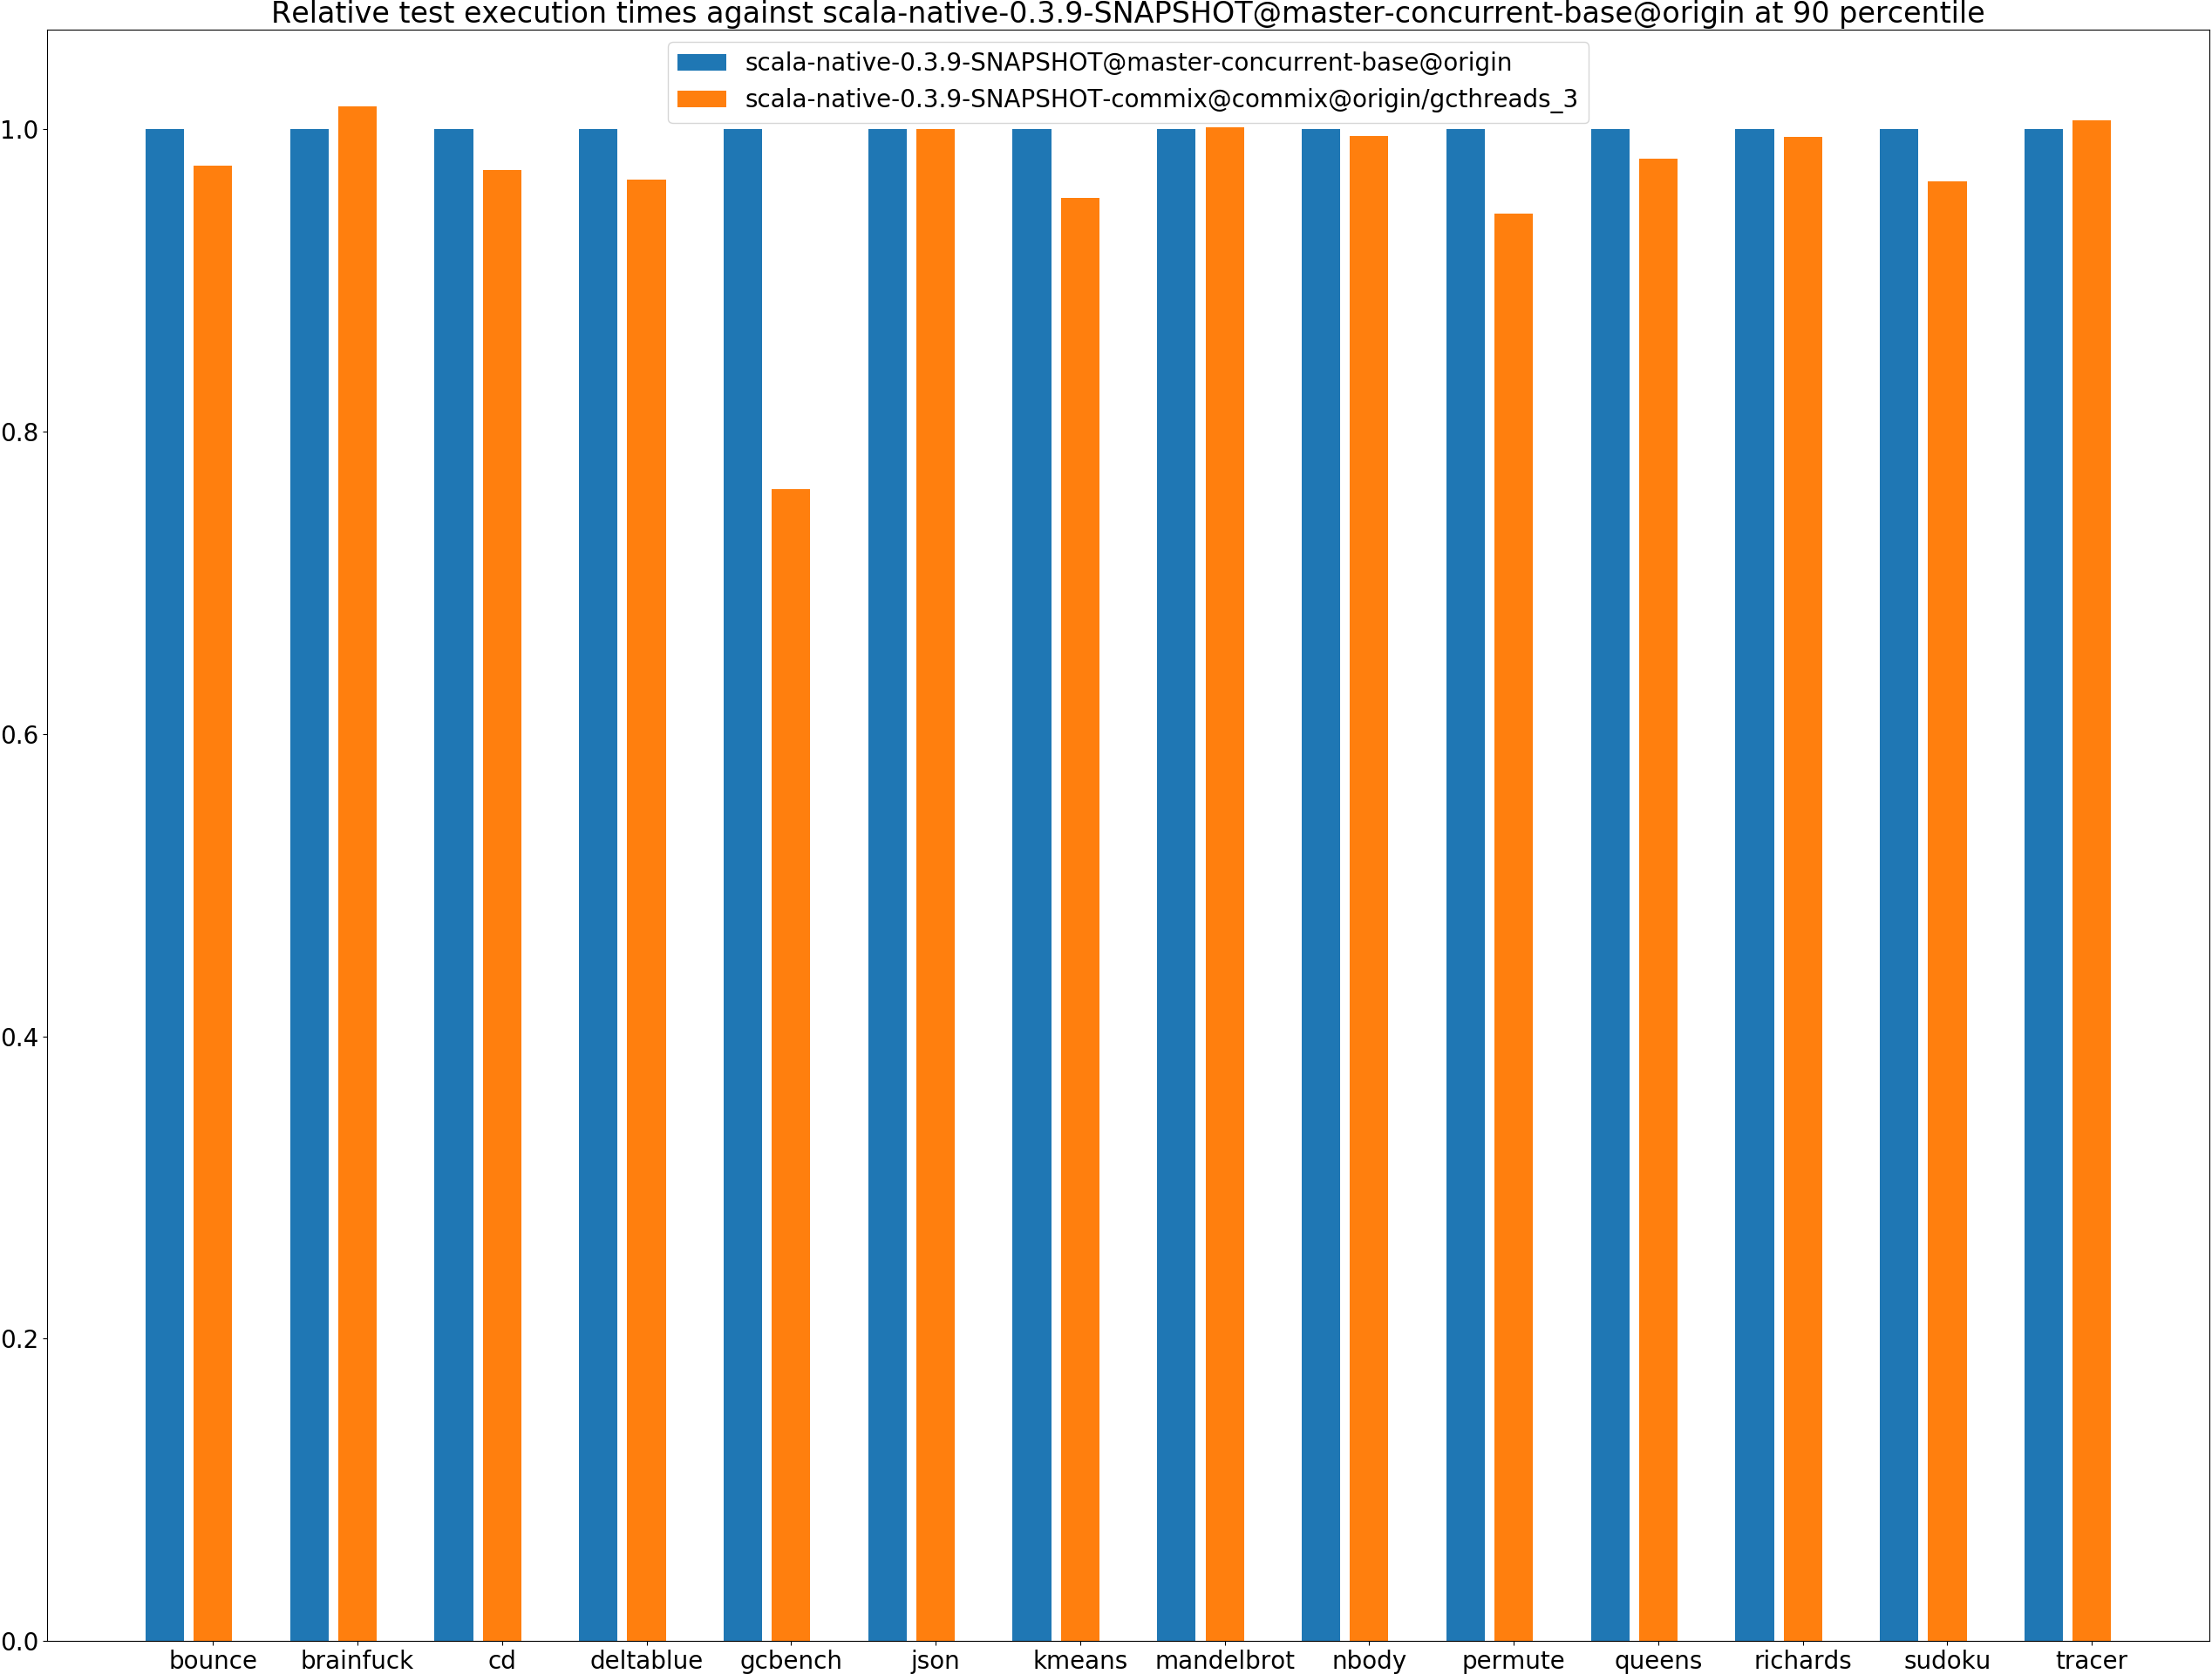 Relative test execution times against scala-native-0.3.9-SNAPSHOT@master-concurrent-base@origin at 90 percentile
scala-native-0.3.9-SNAPSHOT@master-concurrent-base@origin
scala-native-0.3.9-SNAPSHOT-commix@commix@origin/gcthreads_3
1.0
0.8
0.6
0.4
0.2
0.0
bounce brainfuck cd deltablue gcbench json kmeans mandelbrot nbody permute queens richards sudoku tracer